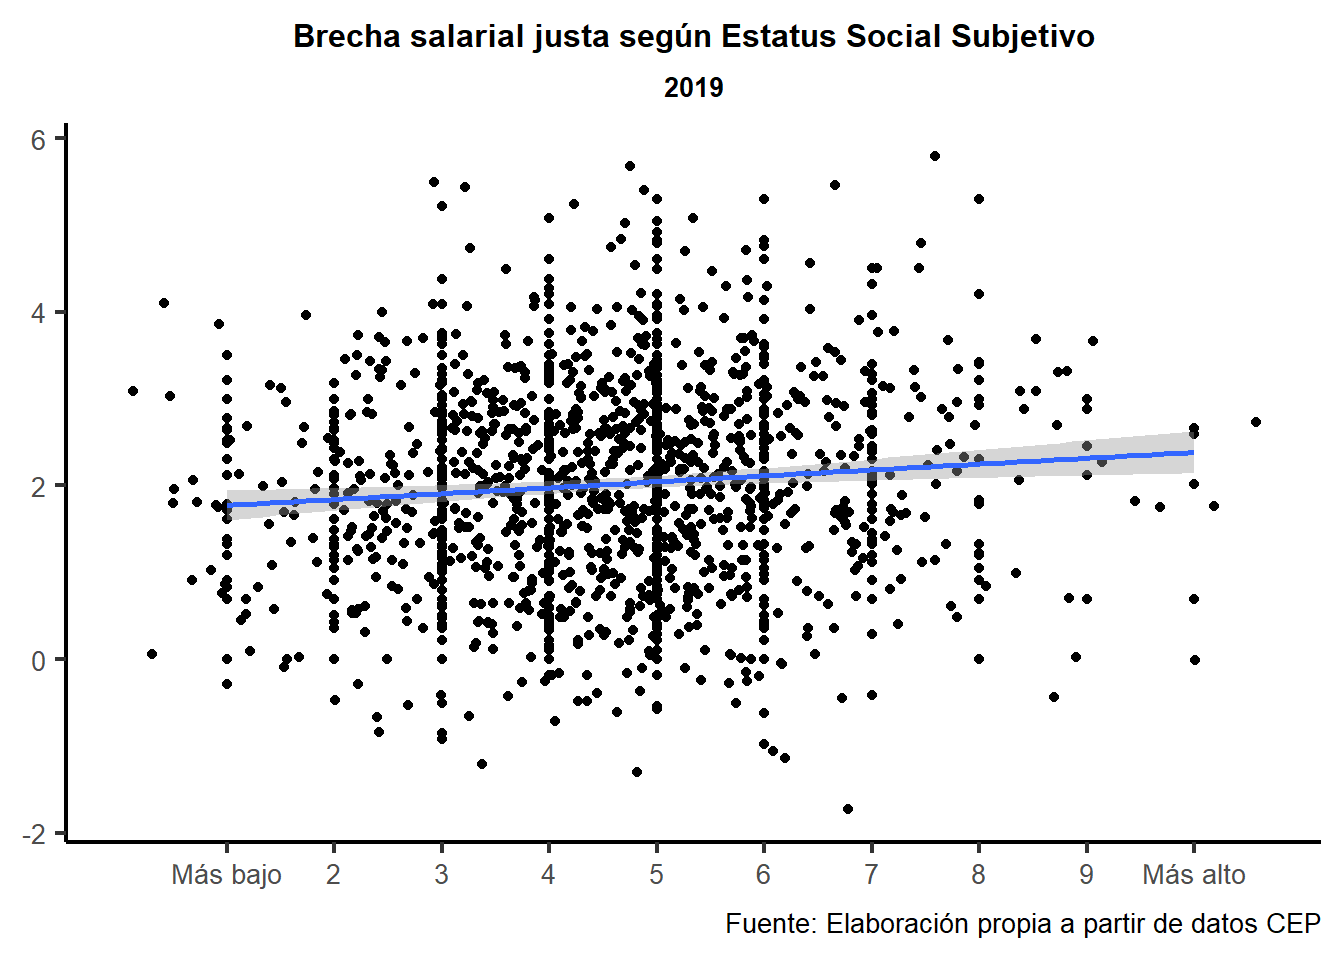 Brecha salarial justa según Estatus Social Subjetivo
2019
6
4
2
0
-2
Más bajo 2 3 4 5 6 7 8 9 Más alto
Fuente: Elaboración propia a partir de datos CEP